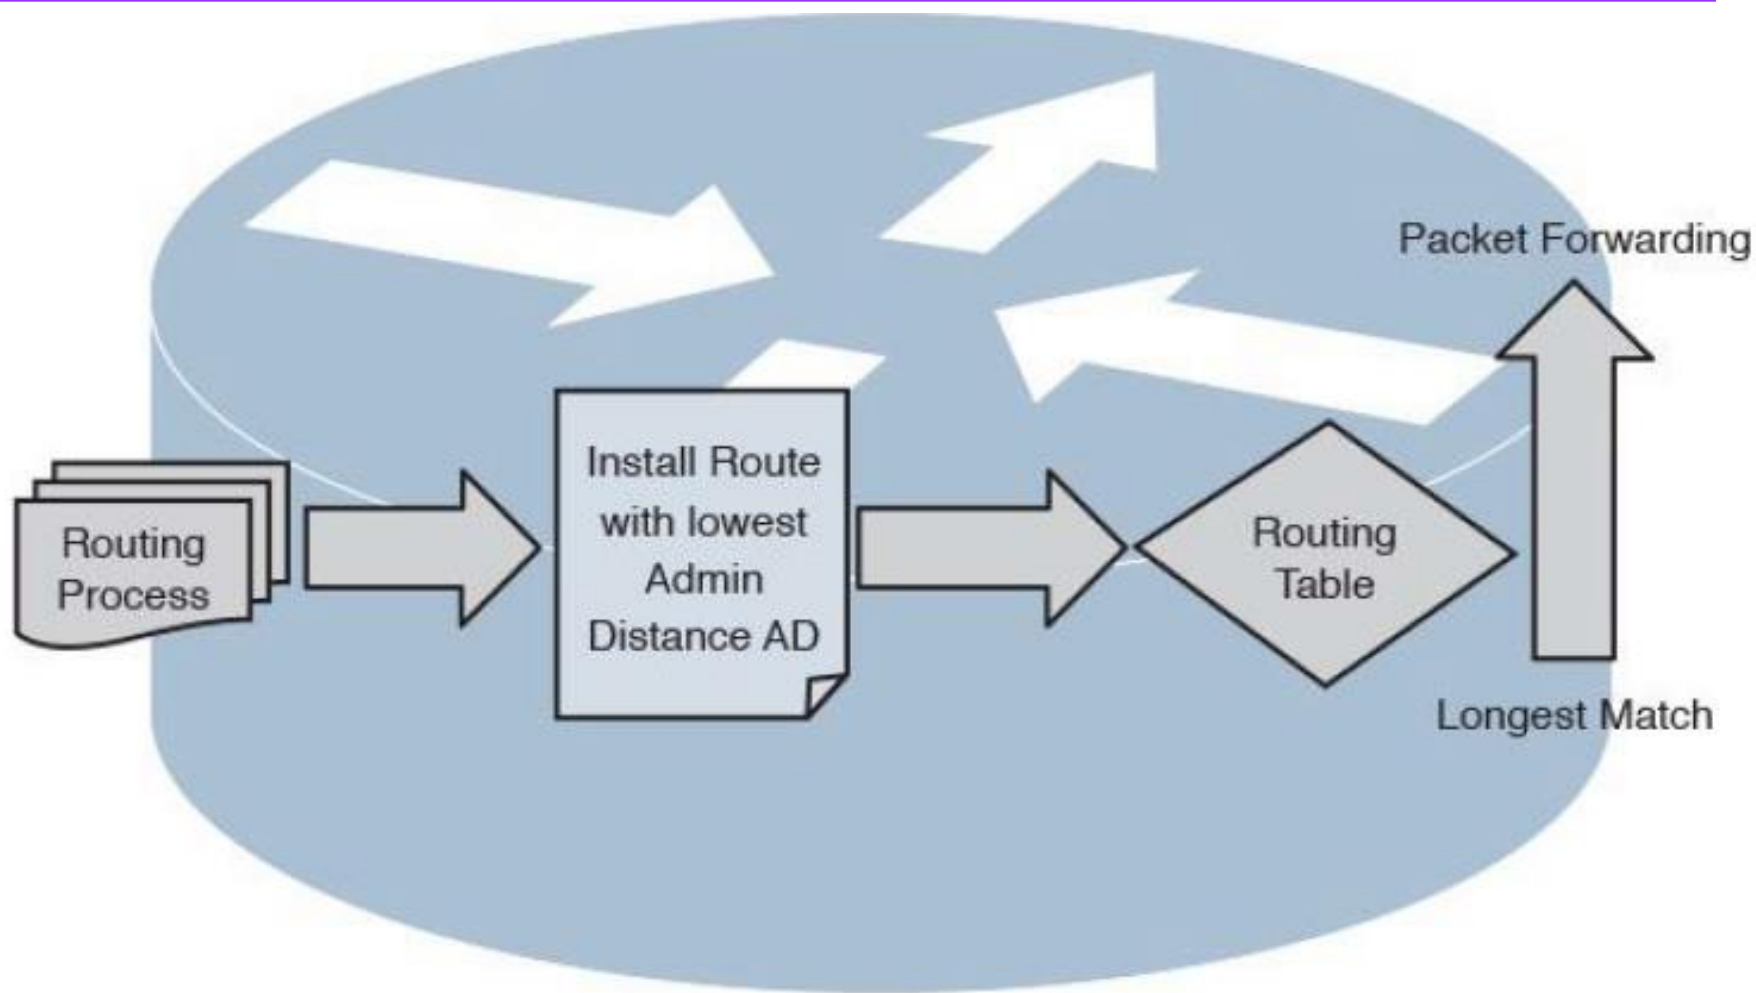 Packet Forwarding
Routing
Process
Install Route
with lowest
Admin
Distance AD
Routing
Table
Longest Match